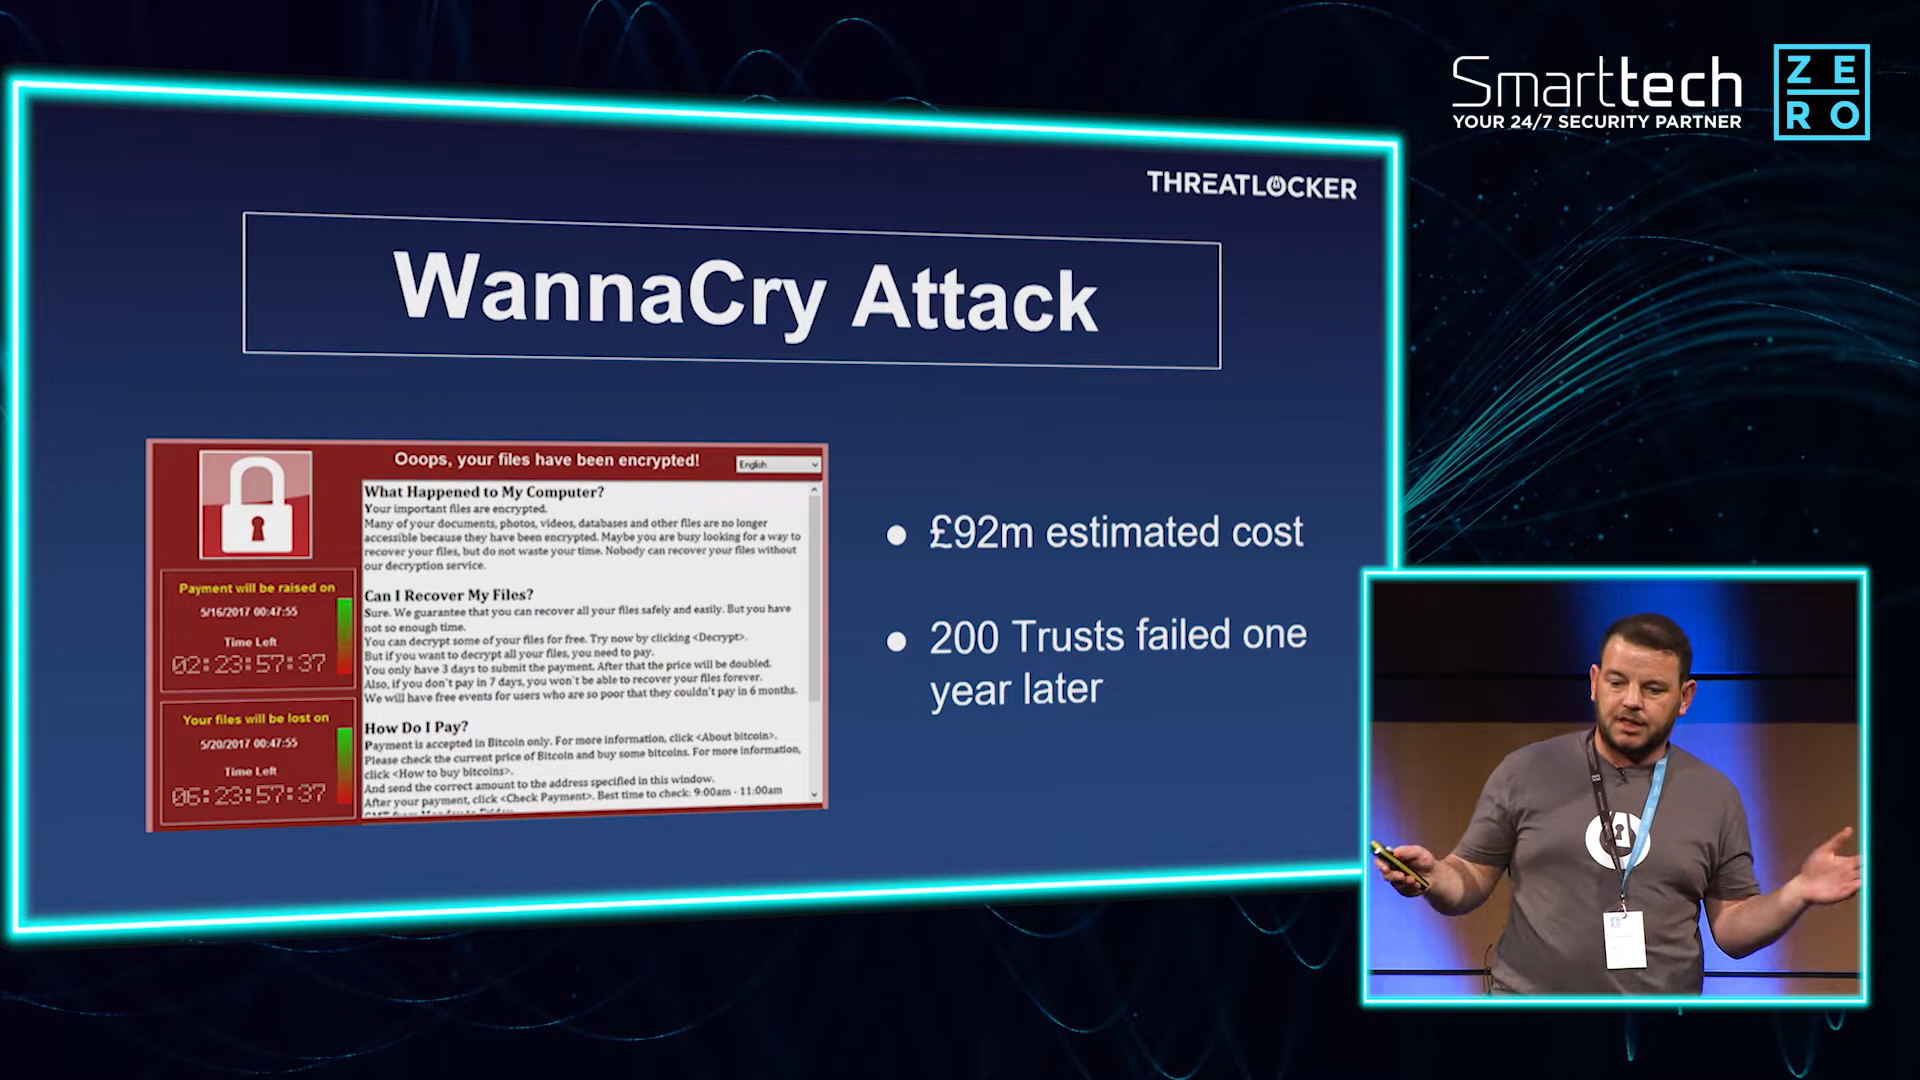 Smarttech
YOUR 24/7 SECURITY PARTNER
ZE
RO
THREATLOCKER
WannaCry Attack
Ooops, your files have been encrypted!
English
What Happened to My Computer?
Your important files are encrypted.
Many of your documents, photos, videos, databases and other files are no longer
accessible because they have been encrypted. Maybe you are busy looking for a way to
recover your files, but do not waste your time. Nobody can recover your files without
our decryption service.
Can I Recover My Files?
Sure. We guarantee that you can recover all your files safely and easily. But you have
not so enough time.
You can decrypt some of your files for free. Try now by clicking <Decrypt>.
But if you want to decrypt all your files, you need to pay.
You only have 3 days to submit the payment. After that the price will be doubled.
Also, if you don't pay in 7 days, you won't be able to recover your files forever.
We will have free events for users who are so poor that they couldn't pay in 6 months.
How Do I Pay?
Payment is accepted in Bitcoin only. For more information, click <About bitcoin>.
Please check the current price of Bitcoin and buy some bitcoins. For more information,
click <How to buy bitcoins>.
And send the correct amount to the address specified in this window.
After your payment, click <Check Payment>. Best time to check: 9:00am - 11:00am
Payment will be raised on
5/16/2017 00:47:55
Time Left
02:23:57:37
Your files will be lost on
5/20/2017 00:47:55
Time Left
06:23:57:37
● £92m estimated cost
● 200 Trusts failed one
year later